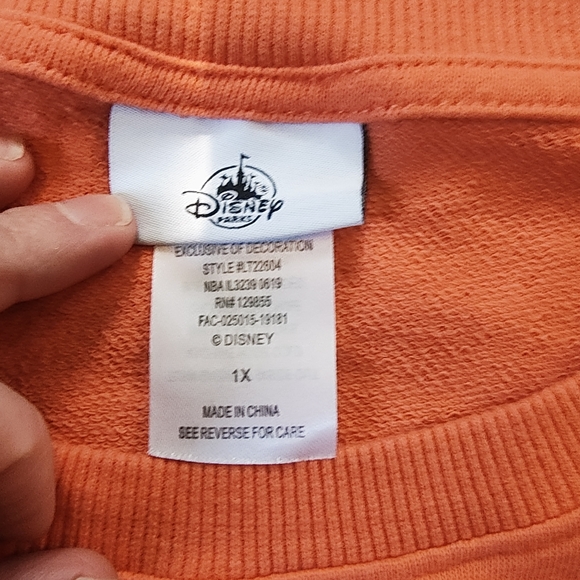 Disney
PARKS
EXCLUSIVE OF DECORATION
STYLE #LT22604
NBA IL3239 0619
RN# 129855
FAC-025015-19181
© DISNEY
1X
MADE IN CHINA
SEE REVERSE FOR CARE